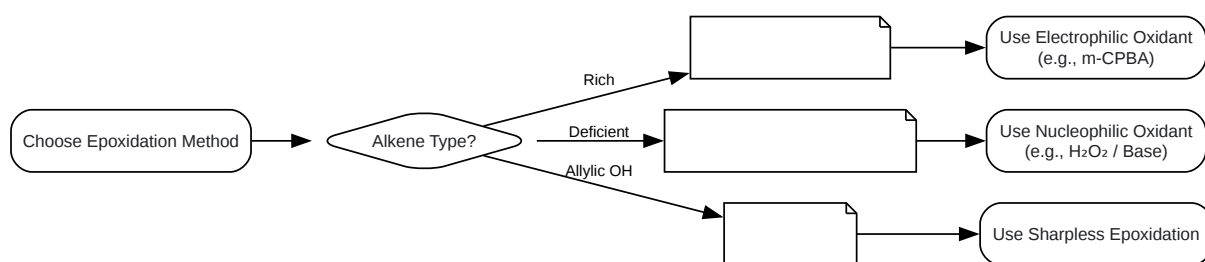 Choose Epoxidation Method
Alkene Type?
Rich
Use Electrophilic Oxidant
(e.g., m-CPBA)
Deficient
Use Nucleophilic Oxidant
(e.g., H₂O₂ / Base)
Allylic OH
Use Sharpless Epoxidation